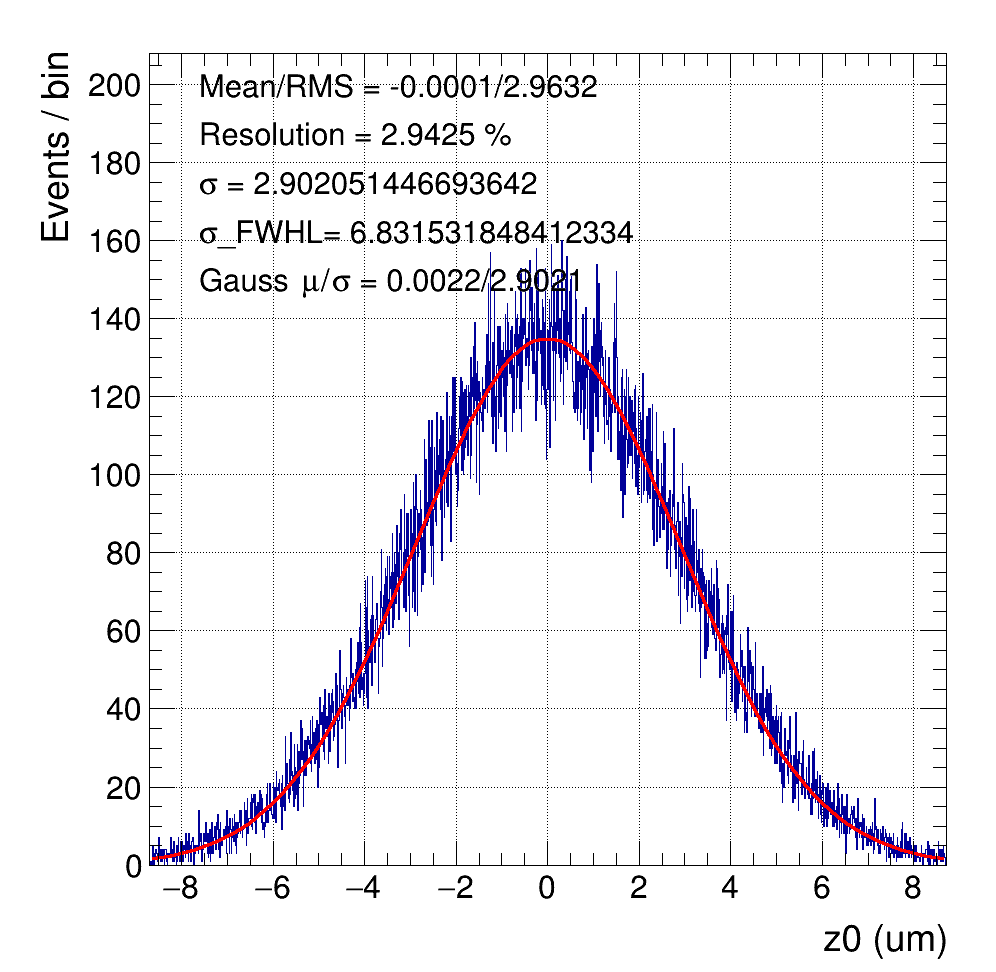 Events / bin
200
180
160
140
120
100
80
60
40
20
0
Mean/RMS = -0.0001/2.9632
Resolution = 2.9425 %
σ = 2.902051446693642
σ_FWHL= 6.831531848412334
Gauss μ/σ = 0.0022/2.9021
−8 −6 −4 −2 0 2 4 6 8
z0 (um)